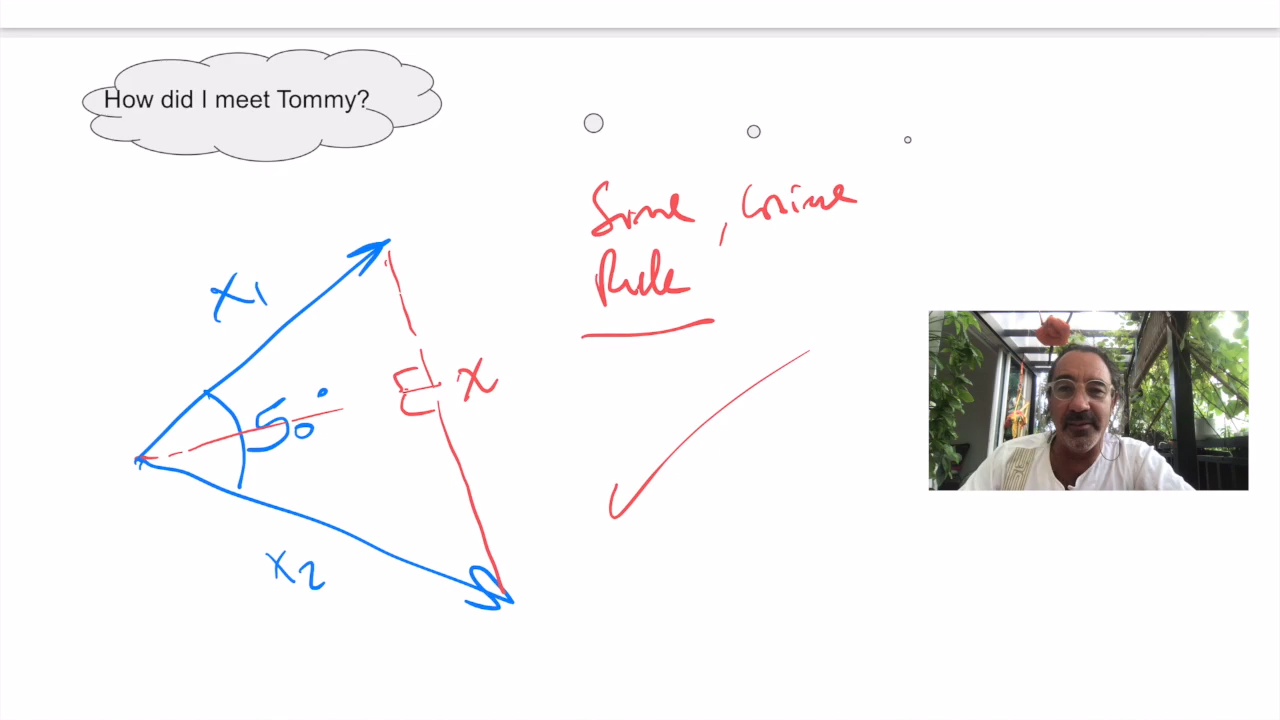 How did I meet Tommy?
Sine, Cosine
Rule
x1
50°
Σ x
x2